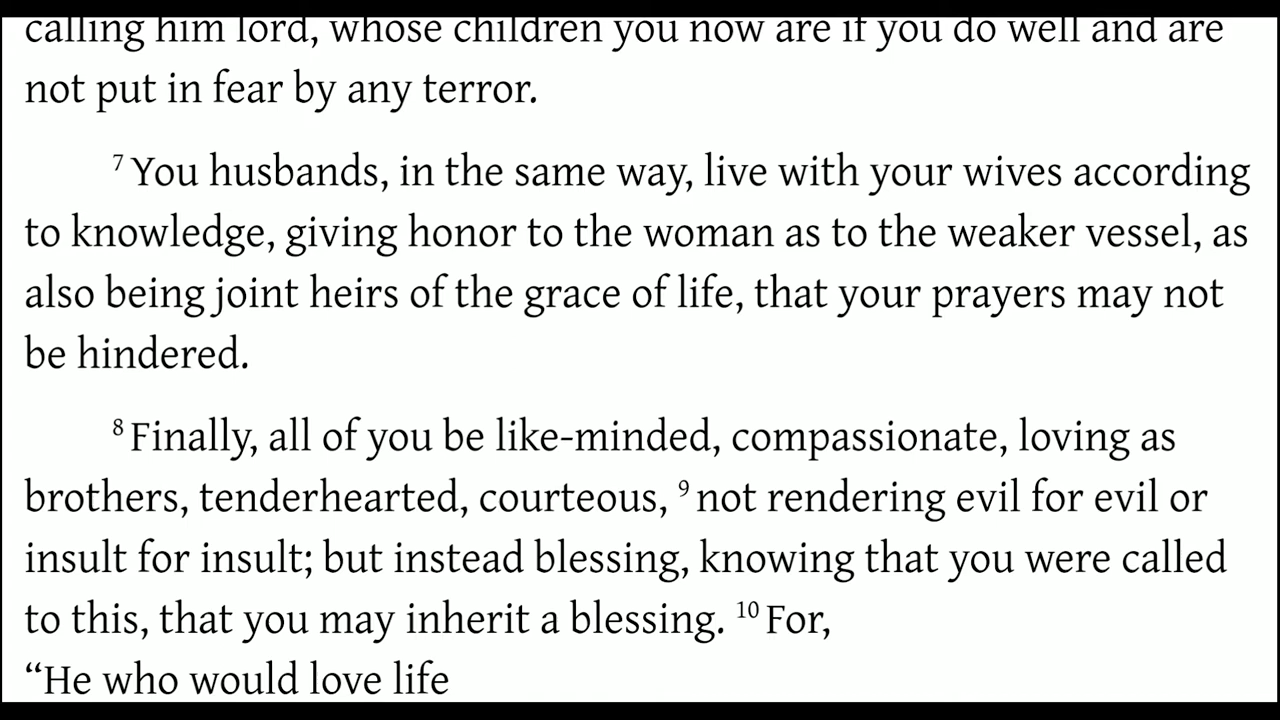 calling him lord, whose children you now are if you do well and are
not put in fear by any terror.
7 You husbands, in the same way, live with your wives according
to knowledge, giving honor to the woman as to the weaker vessel, as
also being joint heirs of the grace of life, that your prayers may not
be hindered.
8 Finally, all of you be like-minded, compassionate, loving as
brothers, tenderhearted, courteous, 9 not rendering evil for evil or
insult for insult; but instead blessing, knowing that you were called
to this, that you may inherit a blessing. 10 For,
“He who would love life